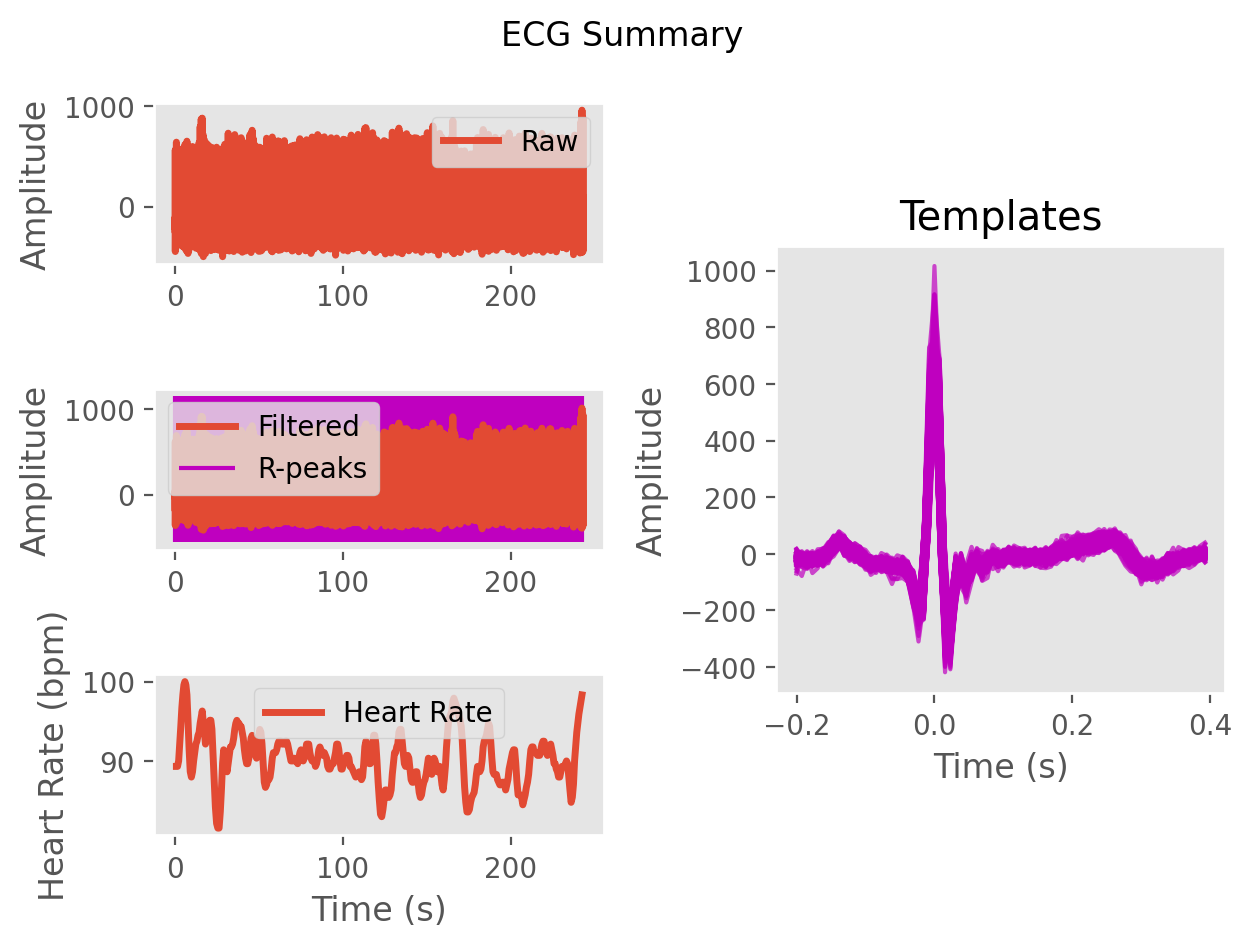 ECG Summary
Amplitude
1000
0
Raw
0 100 200
Amplitude
1000
0
Filtered
R-peaks
0 100 200
Heart Rate (bpm)
100
90
Heart Rate
0 100 200
Time (s)
Templates
Amplitude
1000
800
600
400
200
0
−200
−400
−0.2 0.0 0.2 0.4
Time (s)